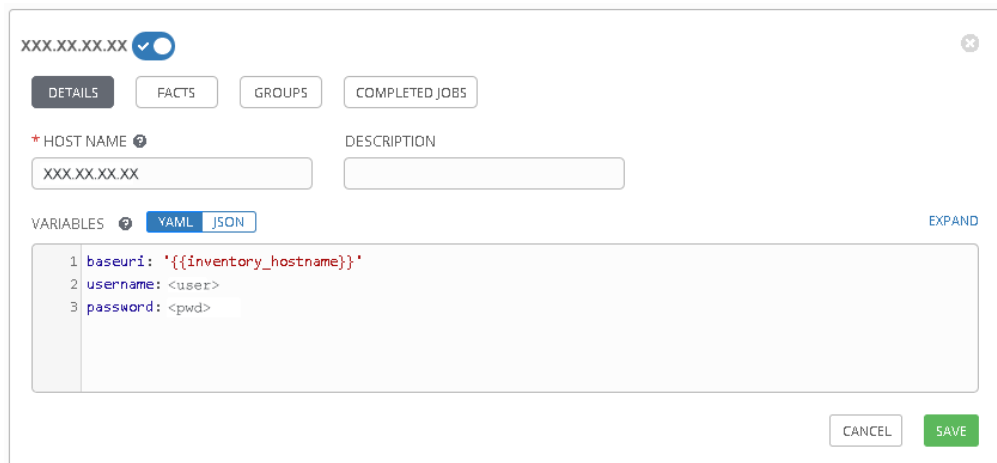 XXX.XX.XX.XX
DETAILS FACTS GROUPS COMPLETED JOBS
* HOST NAME ? DESCRIPTION
XXX.XX.XX.XX
VARIABLES ? YAML JSON EXPAND
1 baseuri: '{{inventory_hostname}}'
2 username: <user>
3 password: <pwd>
CANCEL SAVE